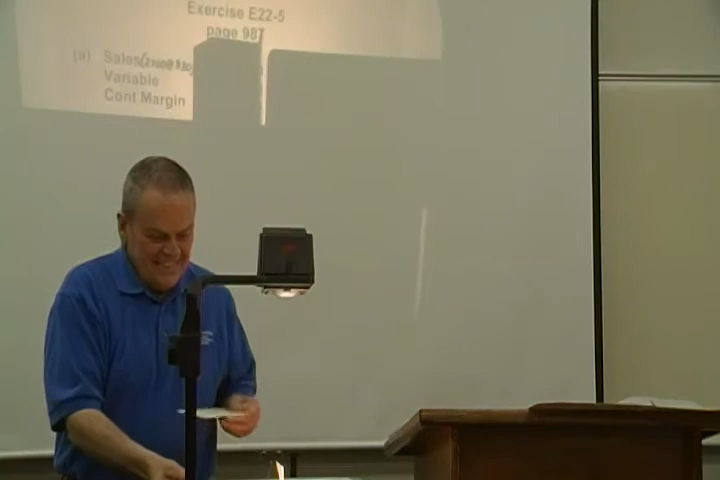 Exercise E22-5
page 987
(a) Sales
Variable
Cont Margin